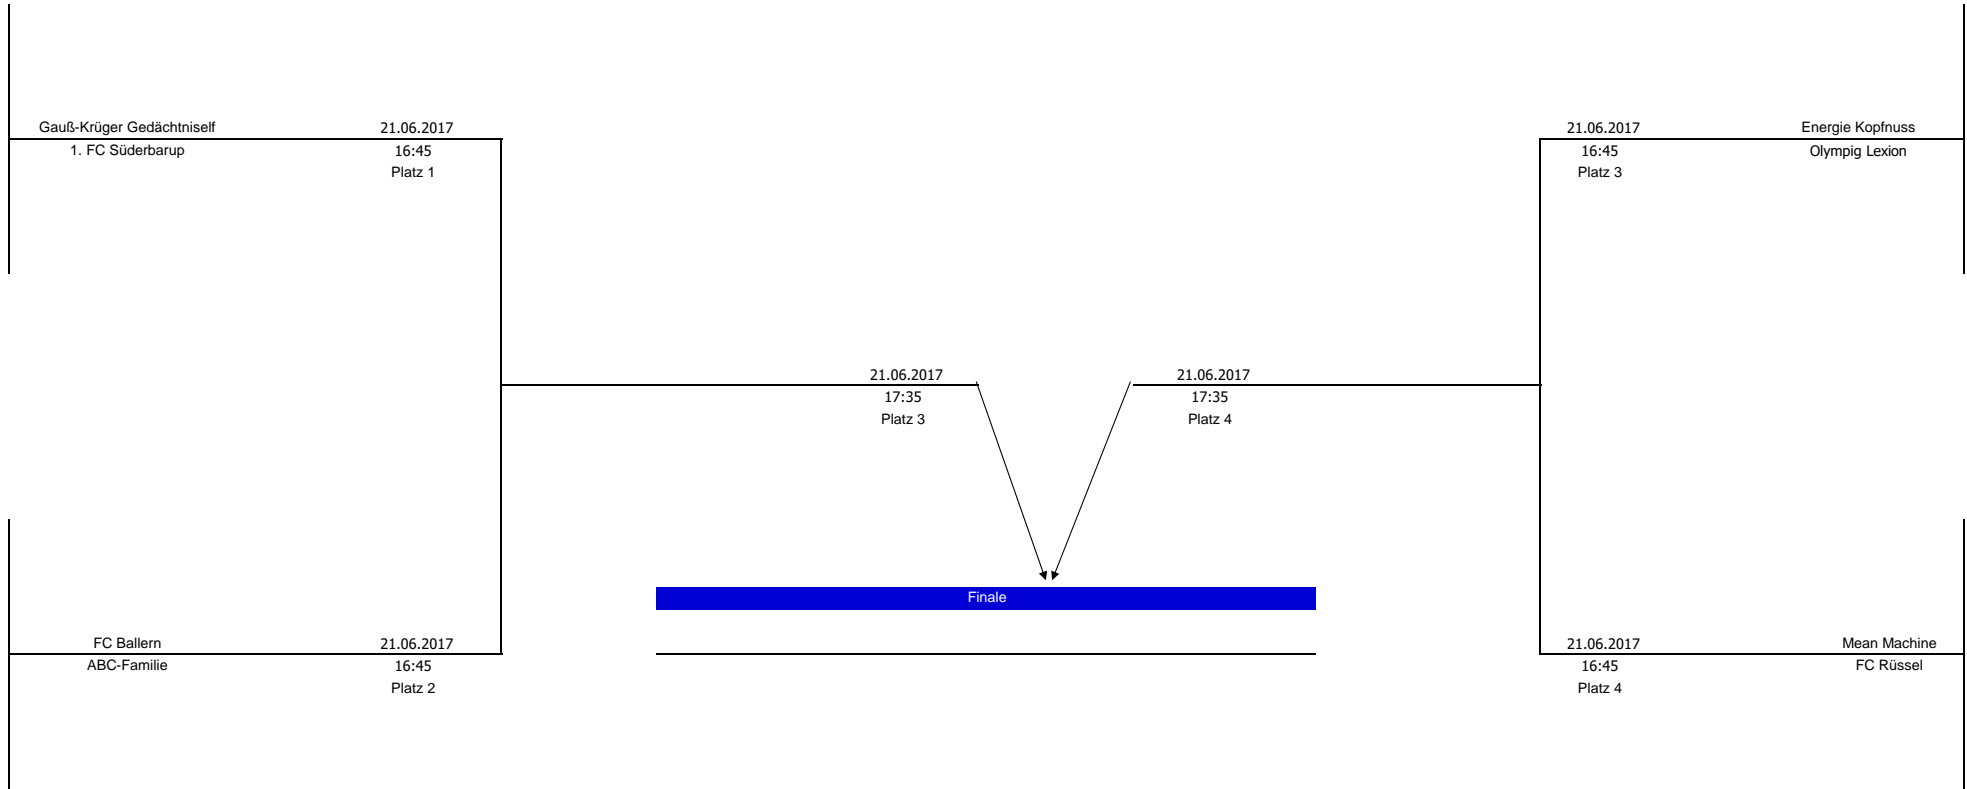 Gauß-Krüger Gedächtniself
21.06.2017
1. FC Süderbarup
16:45
Platz 1
21.06.2017
Energie Kopfnuss
16:45
Olympig Lexion
Platz 3
21.06.2017
17:35
Platz 3
21.06.2017
17:35
Platz 4
Finale
FC Ballern
21.06.2017
ABC-Familie
16:45
Platz 2
21.06.2017
Mean Machine
16:45
FC Rüssel
Platz 4